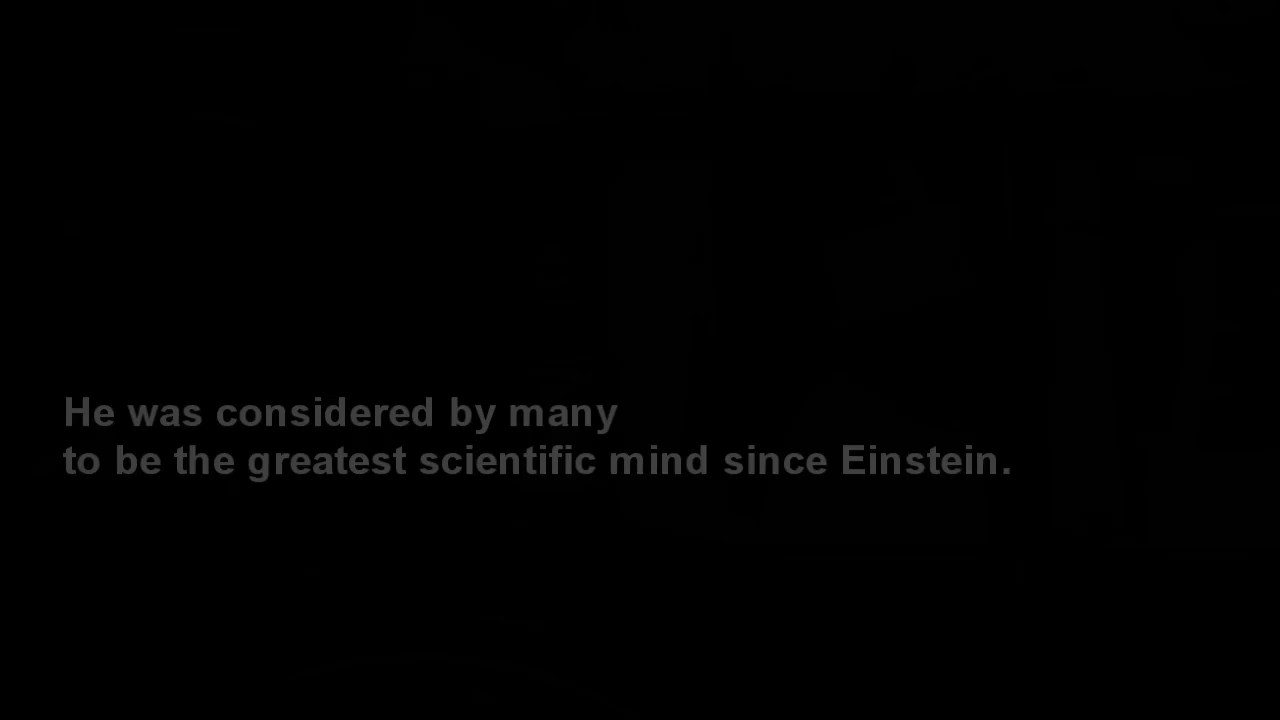 He was considered by many
to be the greatest scientific mind since Einstein.